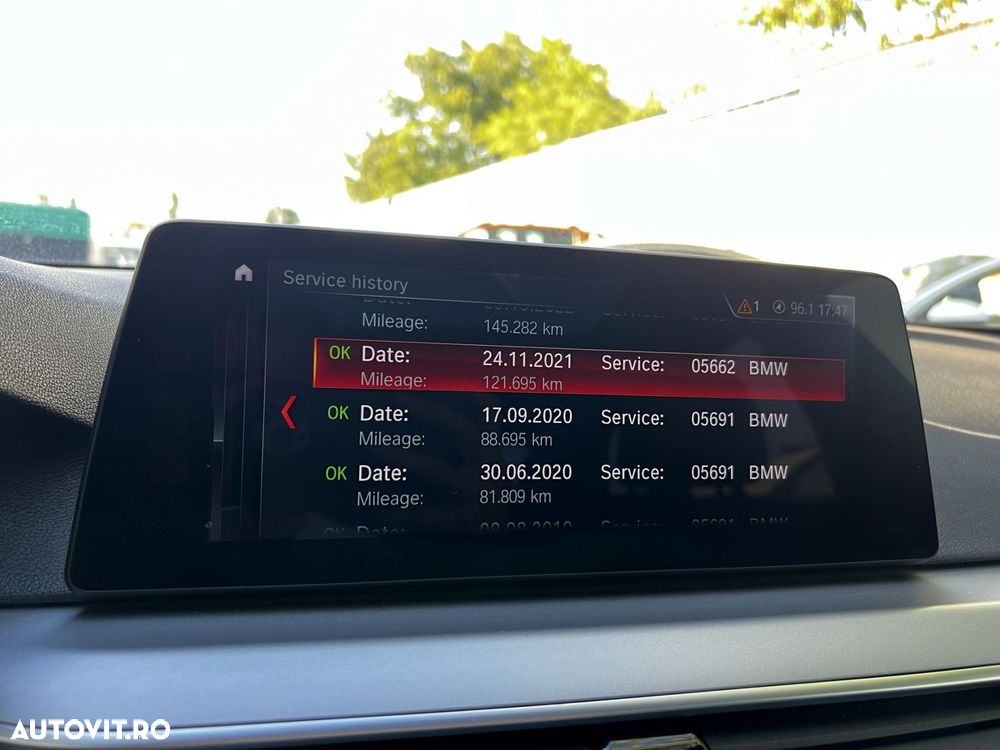 Service history
1 96.1 17:47
Mileage: 145.282 km
OK Date: 24.11.2021 Service: 05662 BMW
Mileage: 121.695 km
OK Date: 17.09.2020 Service: 05691 BMW
Mileage: 88.695 km
OK Date: 30.06.2020 Service: 05691 BMW
Mileage: 81.809 km
AUTOVIT.RO